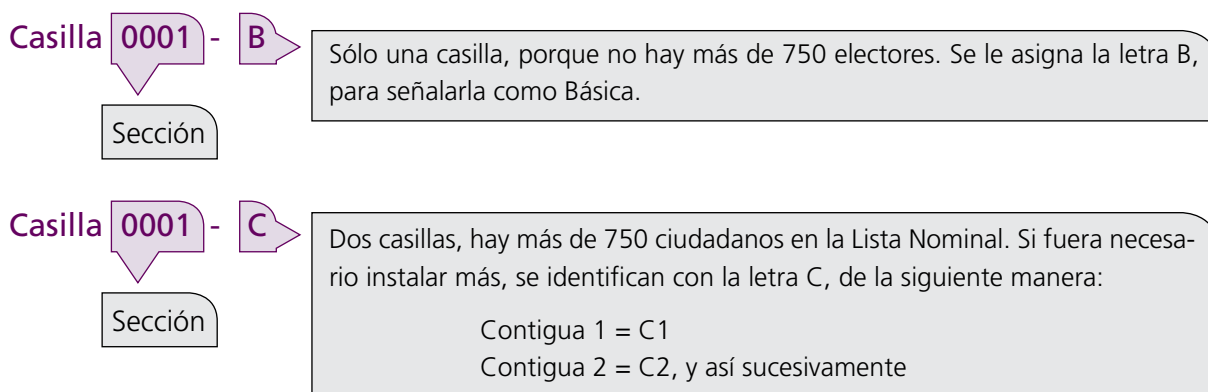 Casilla 0001 - B
Sólo una casilla, porque no hay más de 750 electores. Se le asigna la letra B,
para señalarla como Básica.
Sección
Casilla 0001 - C
Dos casillas, hay más de 750 ciudadanos en la Lista Nominal. Si fuera necesa-
rio instalar más, se identifican con la letra C, de la siguiente manera:
Sección
Contigua 1 = C1
Contigua 2 = C2, y así sucesivamente